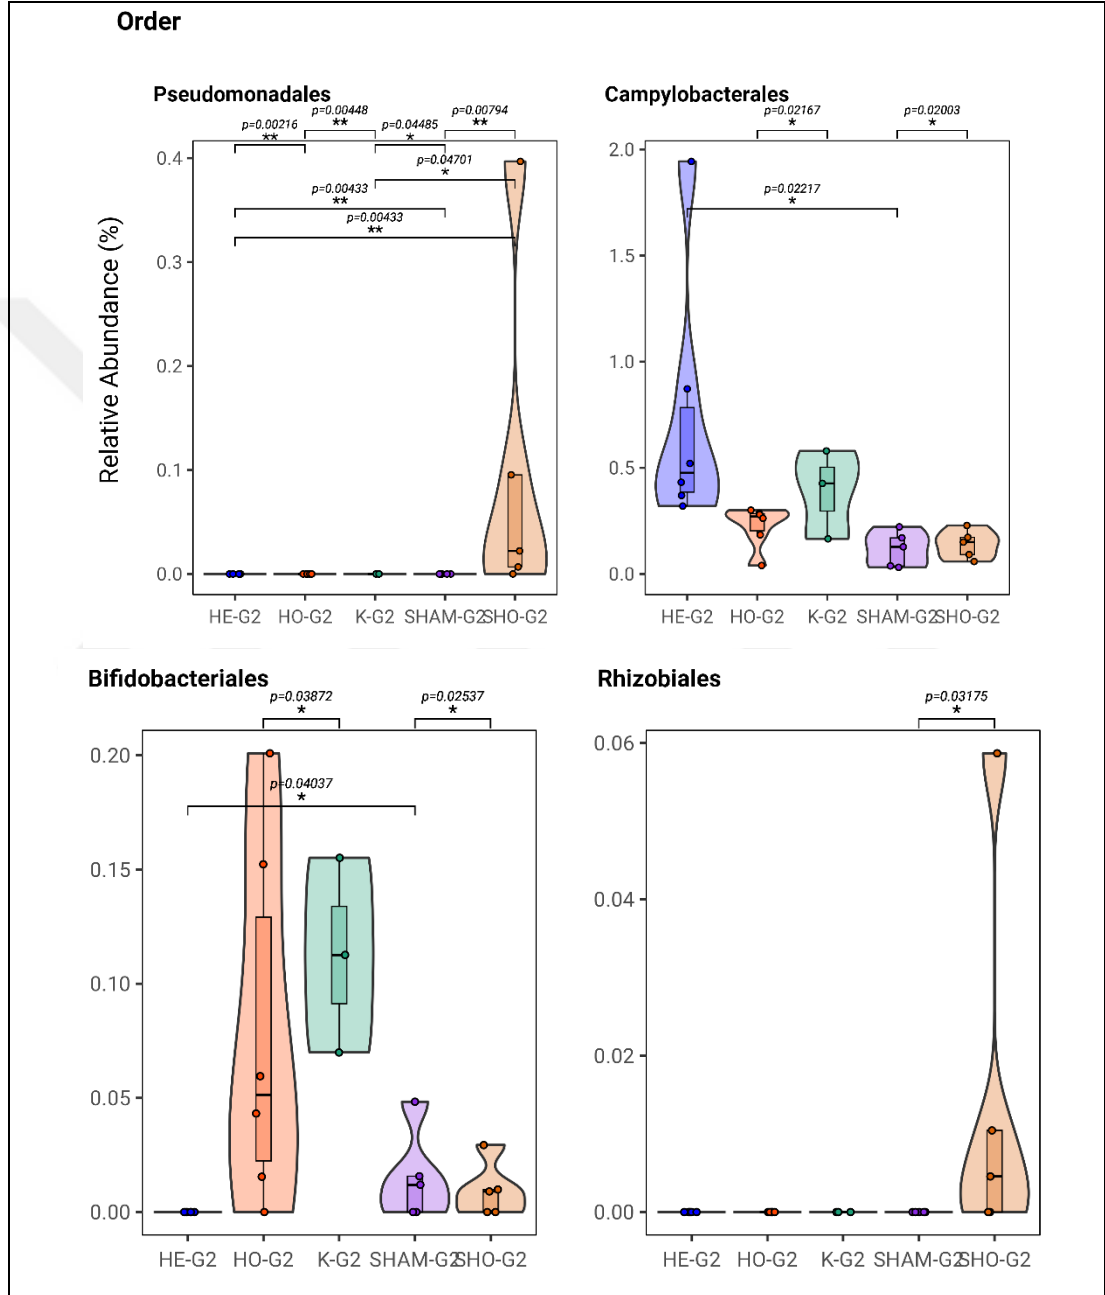 Order
Pseudomonadales
p=0.00216
**
p=0.00448
**
p=0.04485
*
p=0.00794
**
p=0.04701
*
p=0.00433
**
p=0.00433
**
Relative Abundance (%)
0.4
0.3
0.2
0.1
0.0
HE-G2 HO-G2 K-G2 SHAM-G2 SHO-G2
Campylobacterales
p=0.02167
*
p=0.02003
*
p=0.02217
*
2.0
1.5
1.0
0.5
0.0
HE-G2 HO-G2 K-G2 SHAM-G2 SHO-G2
Bifidobacteriales
p=0.03872
*
p=0.02537
*
p=0.04037
*
0.20
0.15
0.10
0.05
0.00
HE-G2 HO-G2 K-G2 SHAM-G2 SHO-G2
Rhizobiales
p=0.03175
*
0.06
0.04
0.02
0.00
HE-G2 HO-G2 K-G2 SHAM-G2 SHO-G2